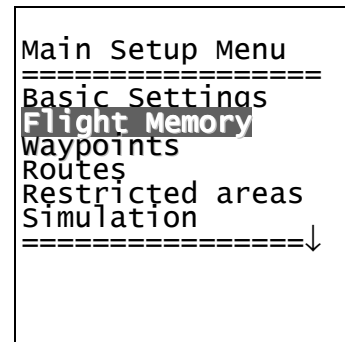 Main Setup Menu
=================
Basic Settings
Flight Memory
Waypoints
Routes
Restricted areas
Simulation
================↓